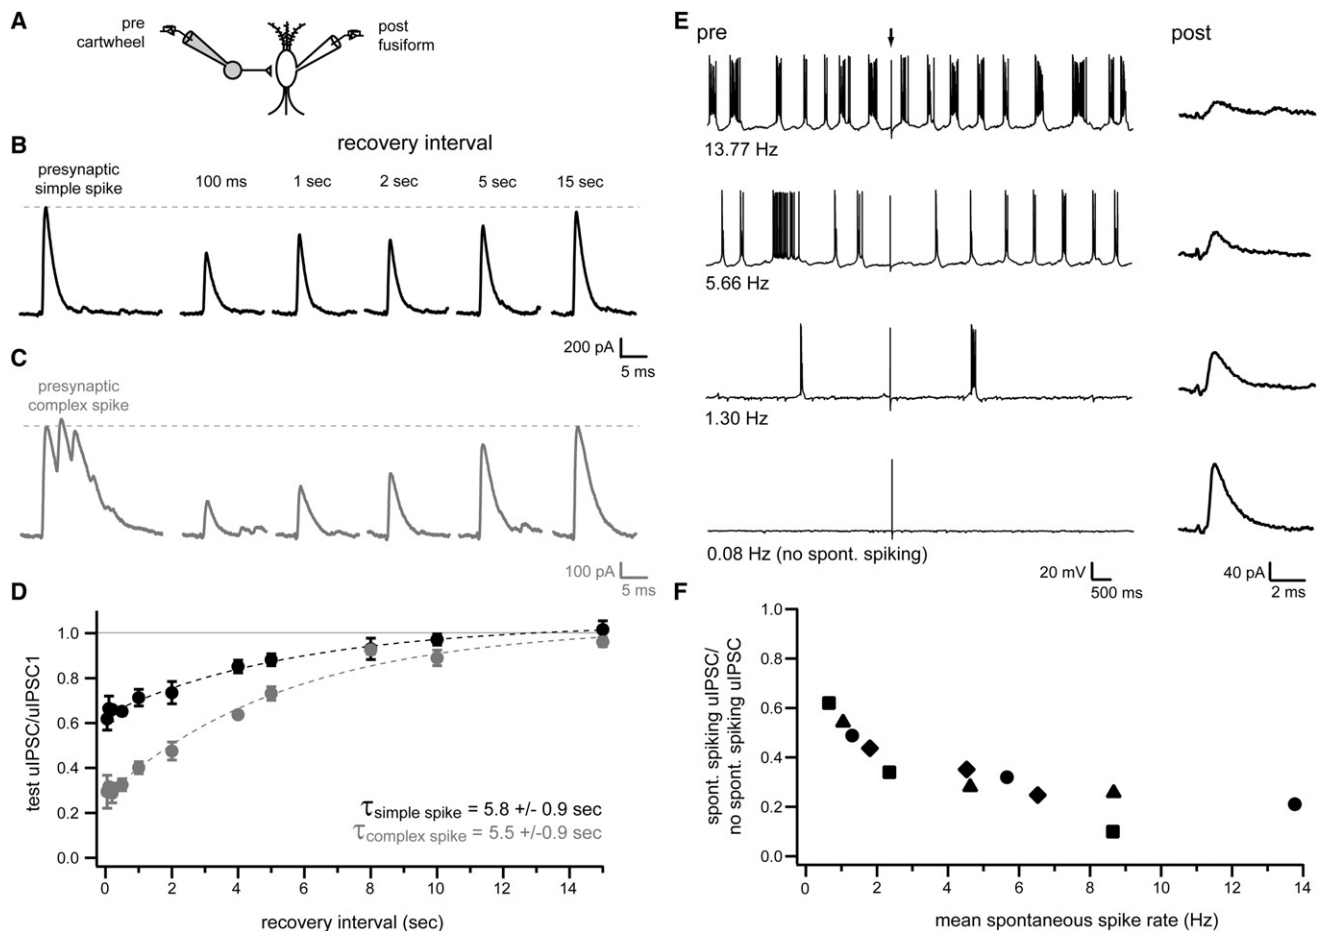 A
pre
cartwheel
post
fusiform
B
recovery interval
presynaptic
simple spike
100 ms
1 sec
2 sec
5 sec
15 sec
200 pA
5 ms
C
presynaptic
complex spike
100 pA
5 ms
D
test uIPSC/uIPSC1
1.0
0.8
0.6
0.4
0.2
0.0
τsimple spike = 5.8 +/- 0.9 sec
τcomplex spike = 5.5 +/-0.9 sec
0 2 4 6 8 10 12 14
recovery interval (sec)
E
pre
post
13.77 Hz
5.66 Hz
1.30 Hz
0.08 Hz (no spont. spiking)
20 mV
500 ms
40 pA
2 ms
F
spont. spiking uIPSC/
no spont. spiking uIPSC
1.0
0.8
0.6
0.4
0.2
0.0
0 2 4 6 8 10 12 14
mean spontaneous spike rate (Hz)